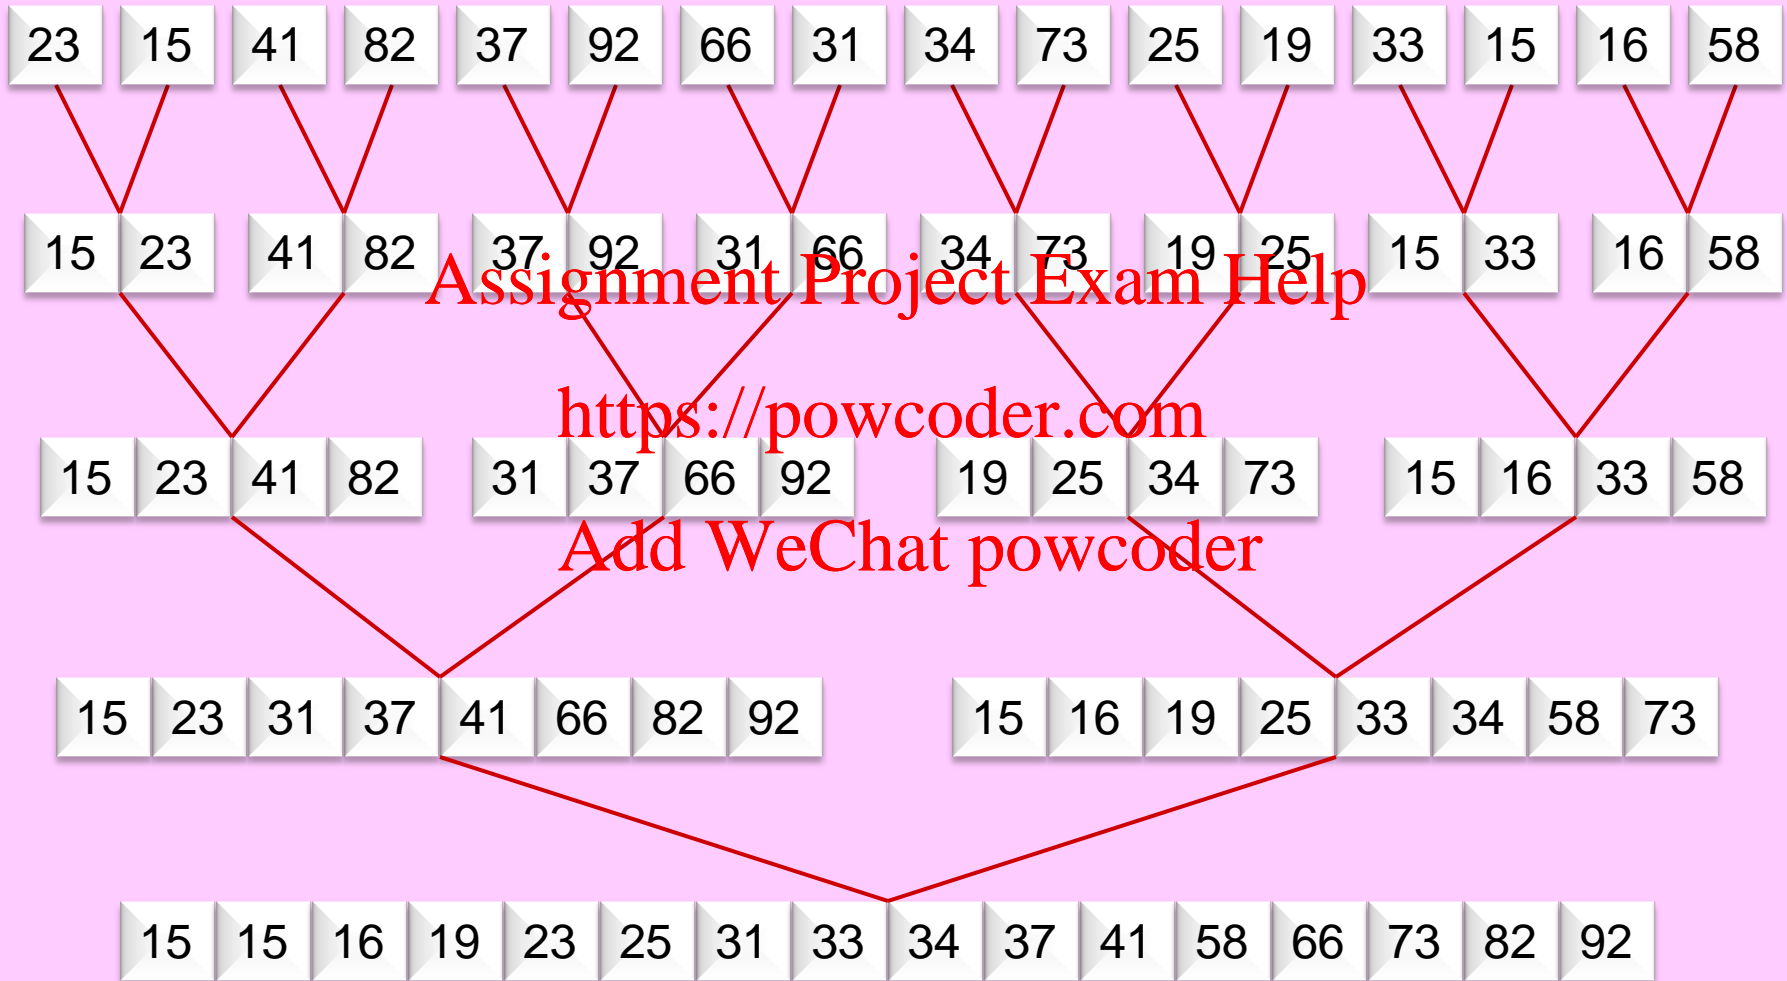 23 15 41 82 37 92 66 31 34 73 25 19 33 15 16 58
15 23 41 82 37 92 31 66 34 73 19 25 15 33 16 58
Assignment Project Exam Help
https://powcoder.com
15 23 41 82 31 37 66 92 19 25 34 73 15 16 33 58
Add WeChat powcoder
15 23 31 37 41 66 82 92 15 16 19 25 33 34 58 73
15 15 16 19 23 25 31 33 34 37 41 58 66 73 82 92